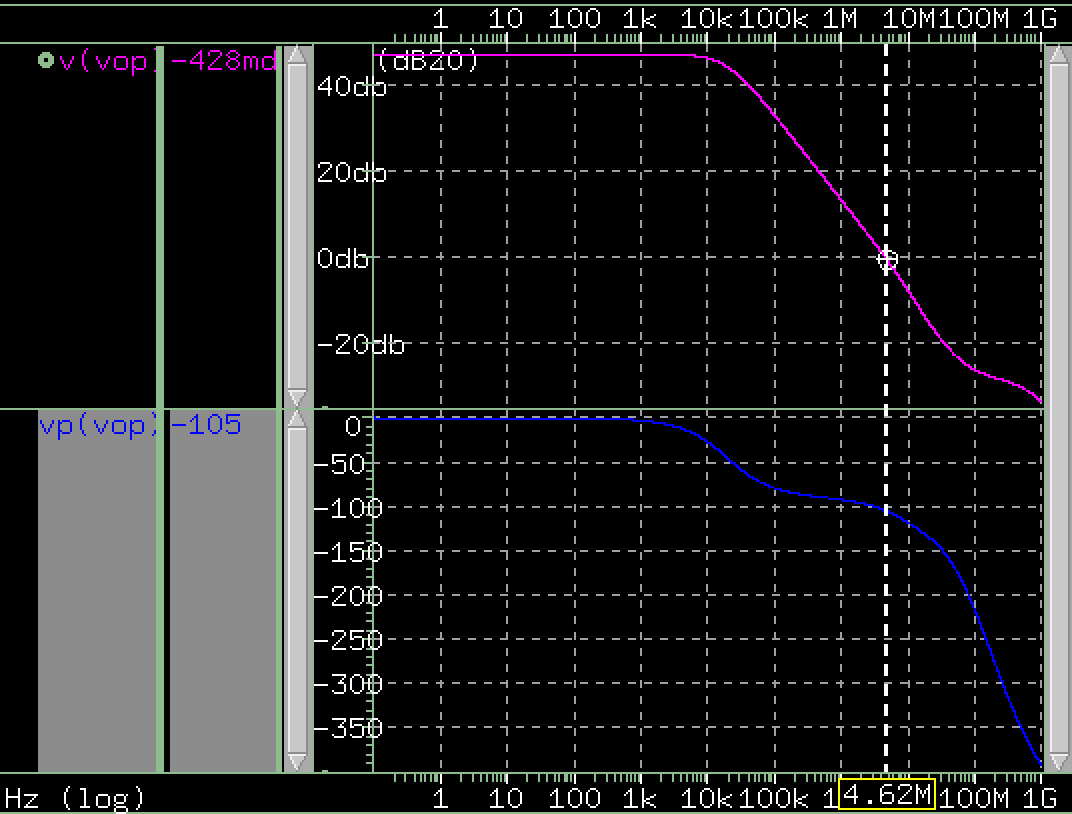 1 10 100 1k 10k 100k 1M 10M 100M 1G
v(vop) -428md (dB20)
40db
20db
0db
-20db
vp(vop) -105
0
-50
-100
-150
-200
-250
-300
-350
Hz (log) 1 10 100 1k 10k 100k 1 4.62M 100M 1G